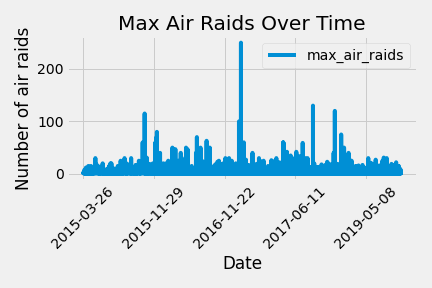 Max Air Raids Over Time
max_air_raids
Number of air raids
200
100
0
2015-03-26
2015-11-29
2016-11-22
2017-06-11
2019-05-08
Date